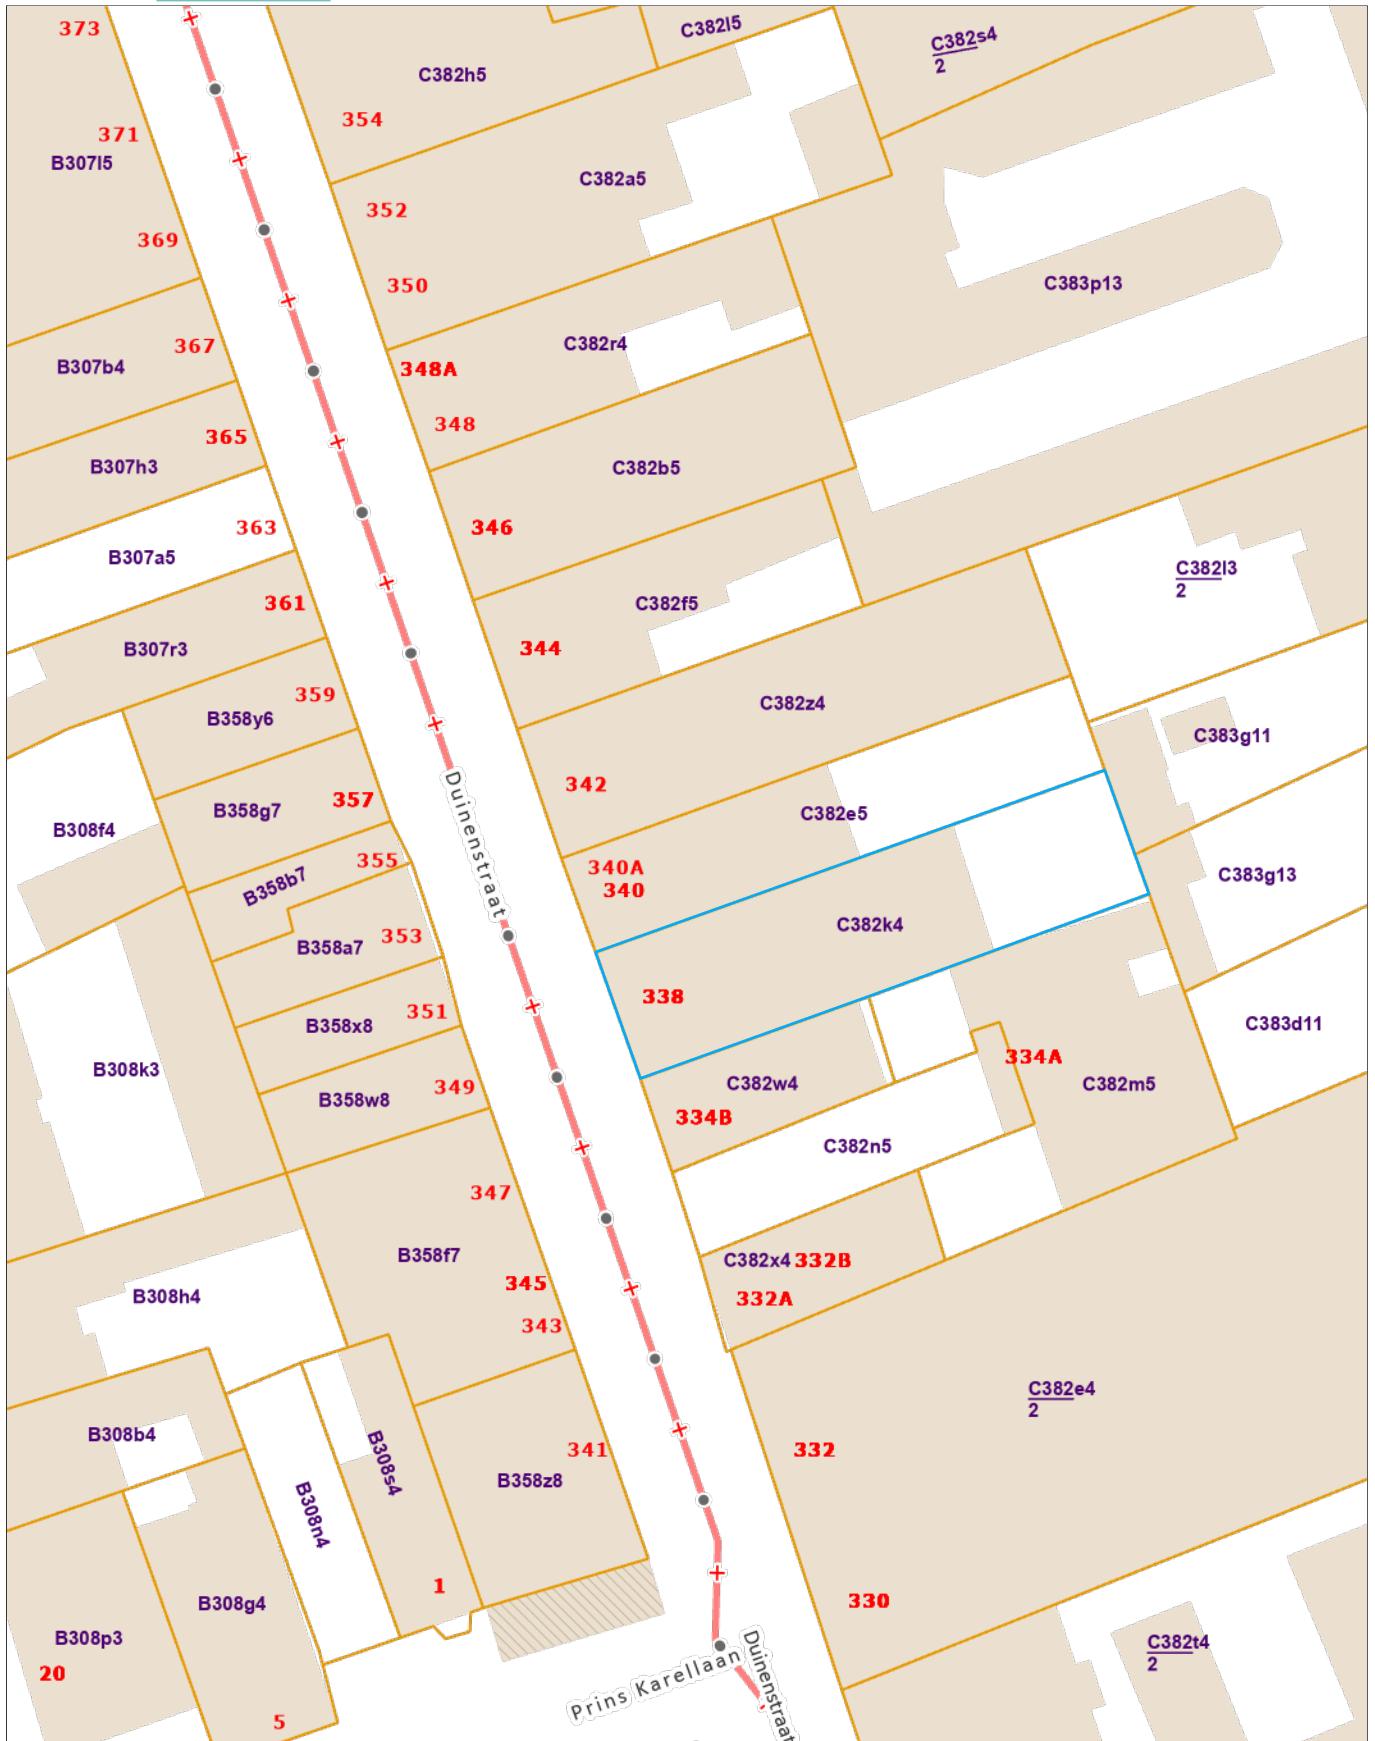 373
C382l5
C382s4
2
C382h5
354
371
B307l5
C382a5
352
369
350
C383p13
367
C382r4
B307b4
348A
348
365
B307h3
C382b5
363
346
B307a5
C382l3
2
361
C382f5
B307r3
344
359
C382z4
B358y6
C383g11
342
357
B358g7
C382e5
B308f4
Duinenstraat
355
340A
C383g13
B358b7
340
C382k4
353
B358a7
338
351
C383d11
B358x8
334A
B308k3
C382w4
C382m5
349
B358w8
334B
C382n5
347
B358f7
C382x4 332B
345
B308h4
332A
343
C382e4
2
B308b4
341
332
B308s4
B358z8
B308n4
1
330
B308g4
B308p3
C382t4
2
20
Prins Karellaan
Duinenstraat
5